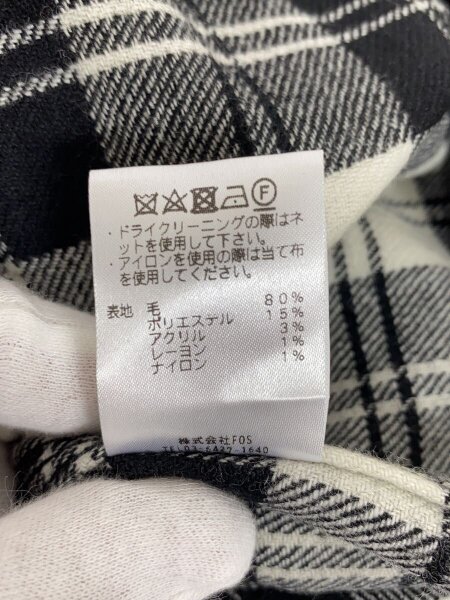 F
・ドライクリーニングの際はネ
ットを使用して下さい。
・アイロンを使用の際は当て布
を使用してください。
表地 毛 80%
ポリエステル 15%
アクリル 3%
レーヨン 1%
ナイロン 1%
株式会社FOS
TEL03-6427-1640